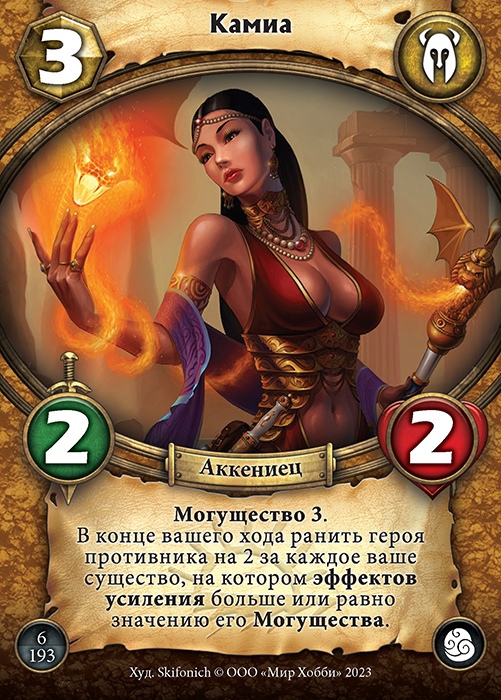 3
Камиа
2
2
Аккениец
Могущество 3.
В конце вашего хода ранить героя
противника на 2 за каждое ваше
существо, на котором эффектов
усиления больше или равно
значению его Могущества.
6
193
Худ. Skifonich © ООО «Мир Хобби» 2023